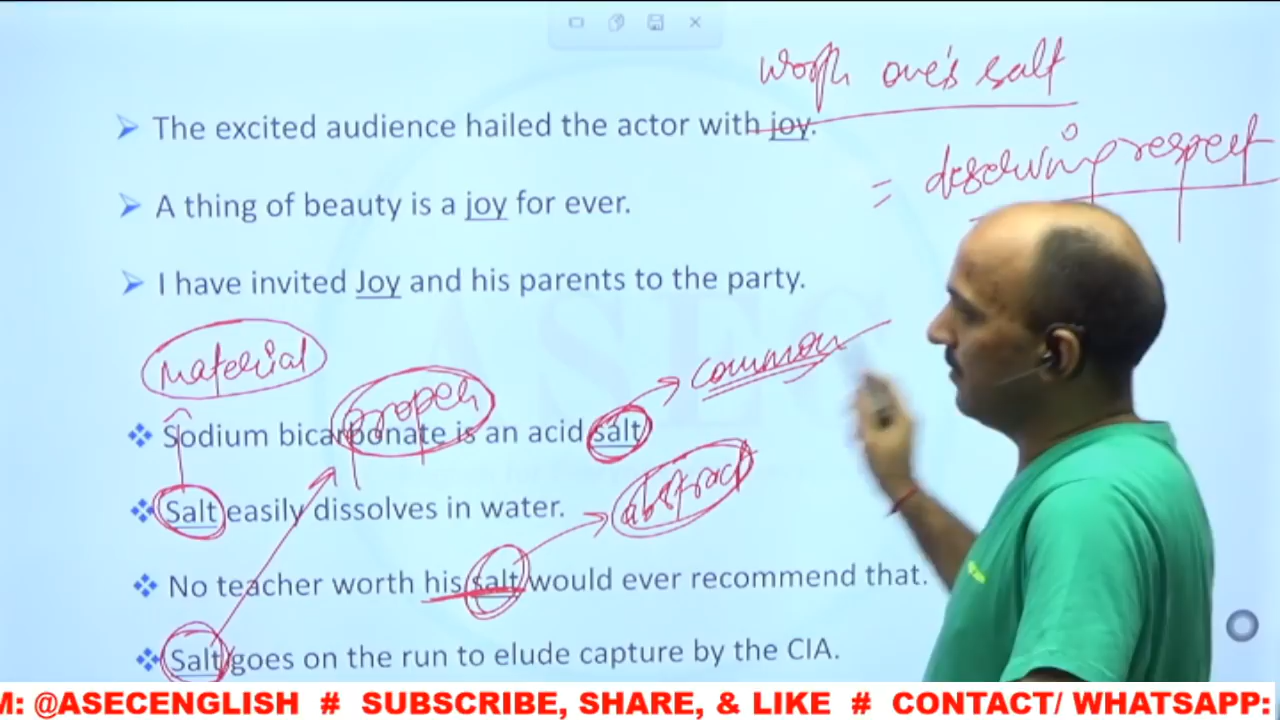 worth one's salt
The excited audience hailed the actor with joy.
= deserving respect
A thing of beauty is a joy for ever.
I have invited Joy and his parents to the party.
material
common
proper
Sodium bicarbonate is an acid salt
abstract
Salt easily dissolves in water.
No teacher worth his salt would ever recommend that.
Salt goes on the run to elude capture by the CIA.
M: @ASECENGLISH # SUBSCRIBE, SHARE, & LIKE # CONTACT/ WHATSAPP: